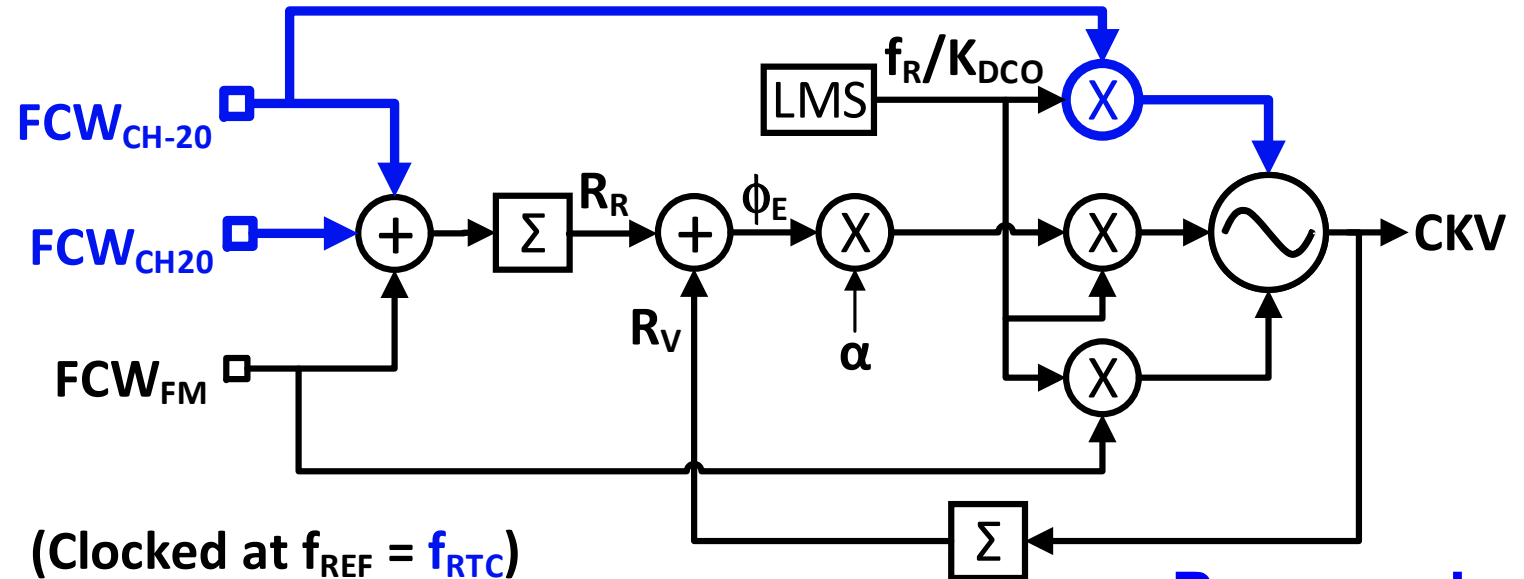 f_R/K_DCO
LMS
X
FCW_CH-20
R_R
ϕ_E
FCW_CH20
+
Σ
+
X
X
CKV
R_V
α
FCW_FM
X
Σ
(Clocked at f_REF = f_RTC)